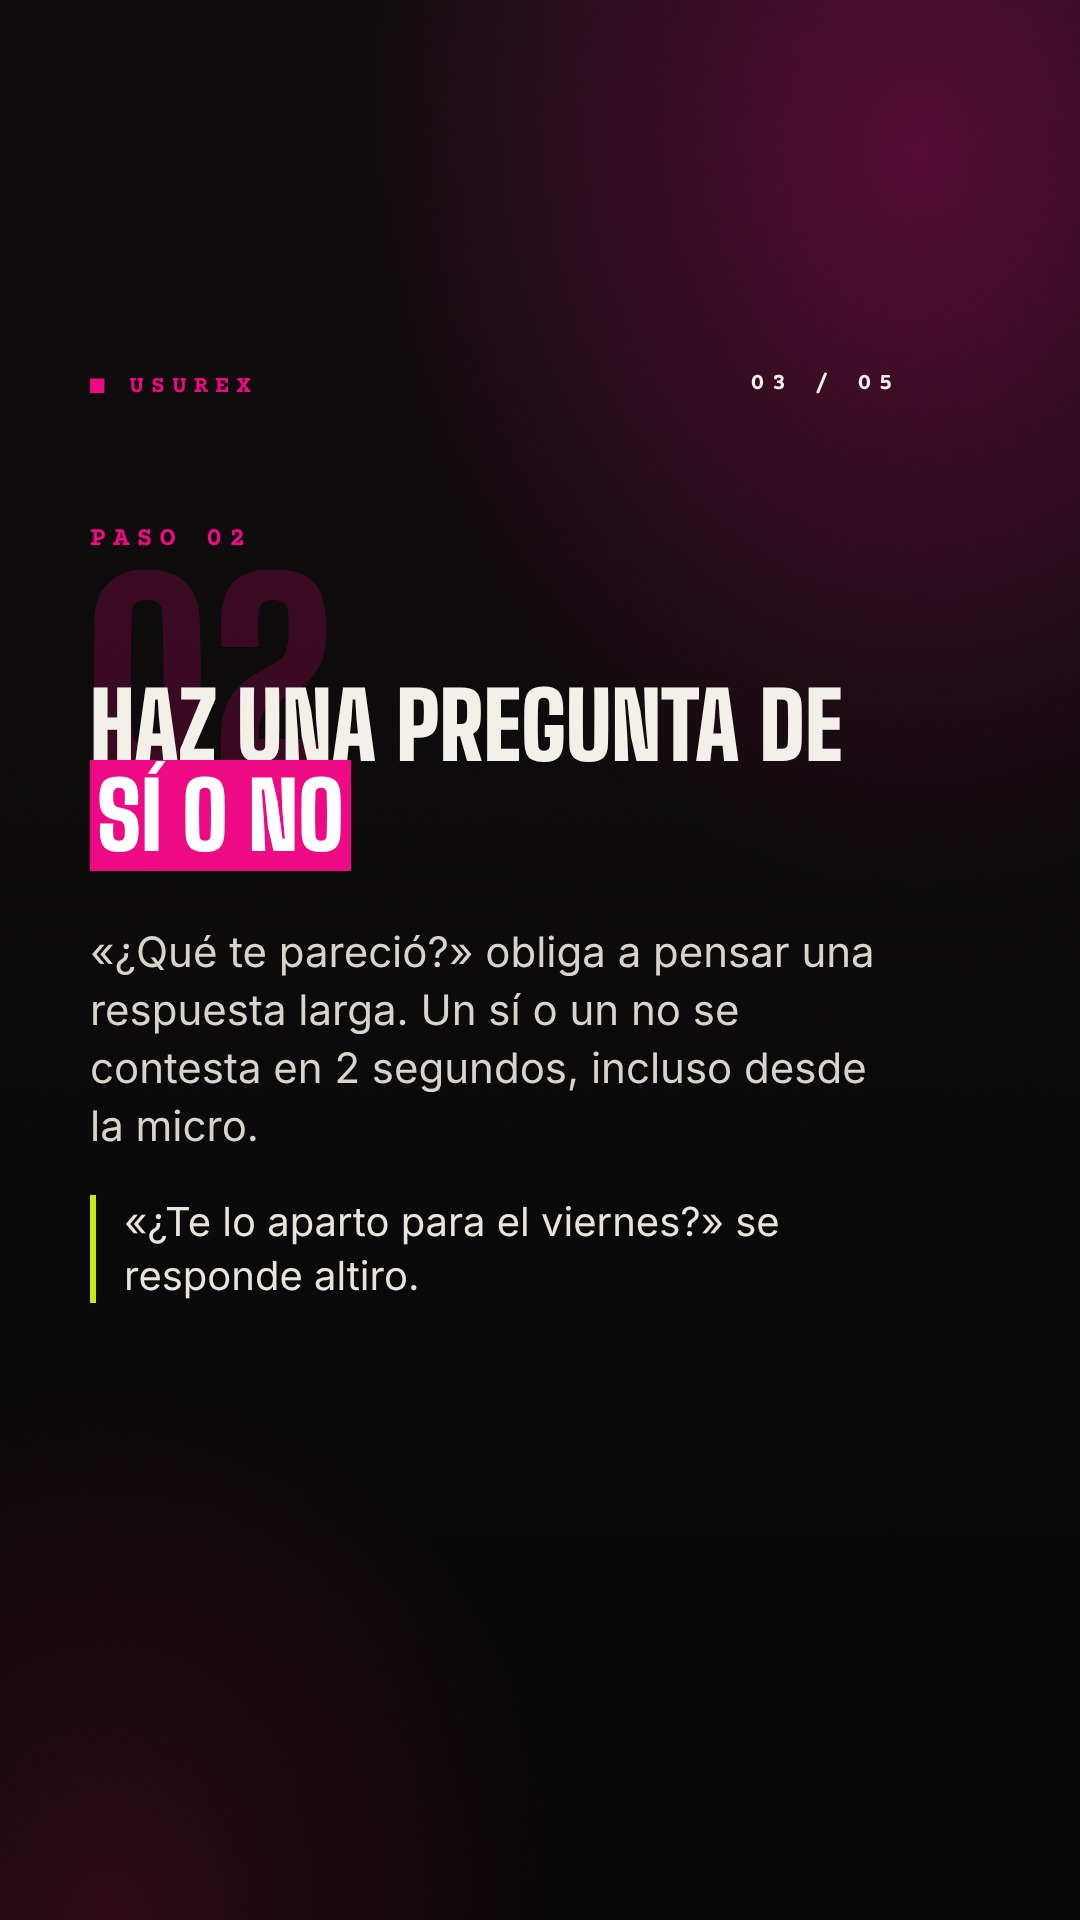 ■ USUREX
03 / 05
PASO 02
02
HAZ UNA PREGUNTA DE
SÍ O NO
«¿Qué te pareció?» obliga a pensar una
respuesta larga. Un sí o un no se
contesta en 2 segundos, incluso desde
la micro.
«¿Te lo aparto para el viernes?» se
responde altiro.